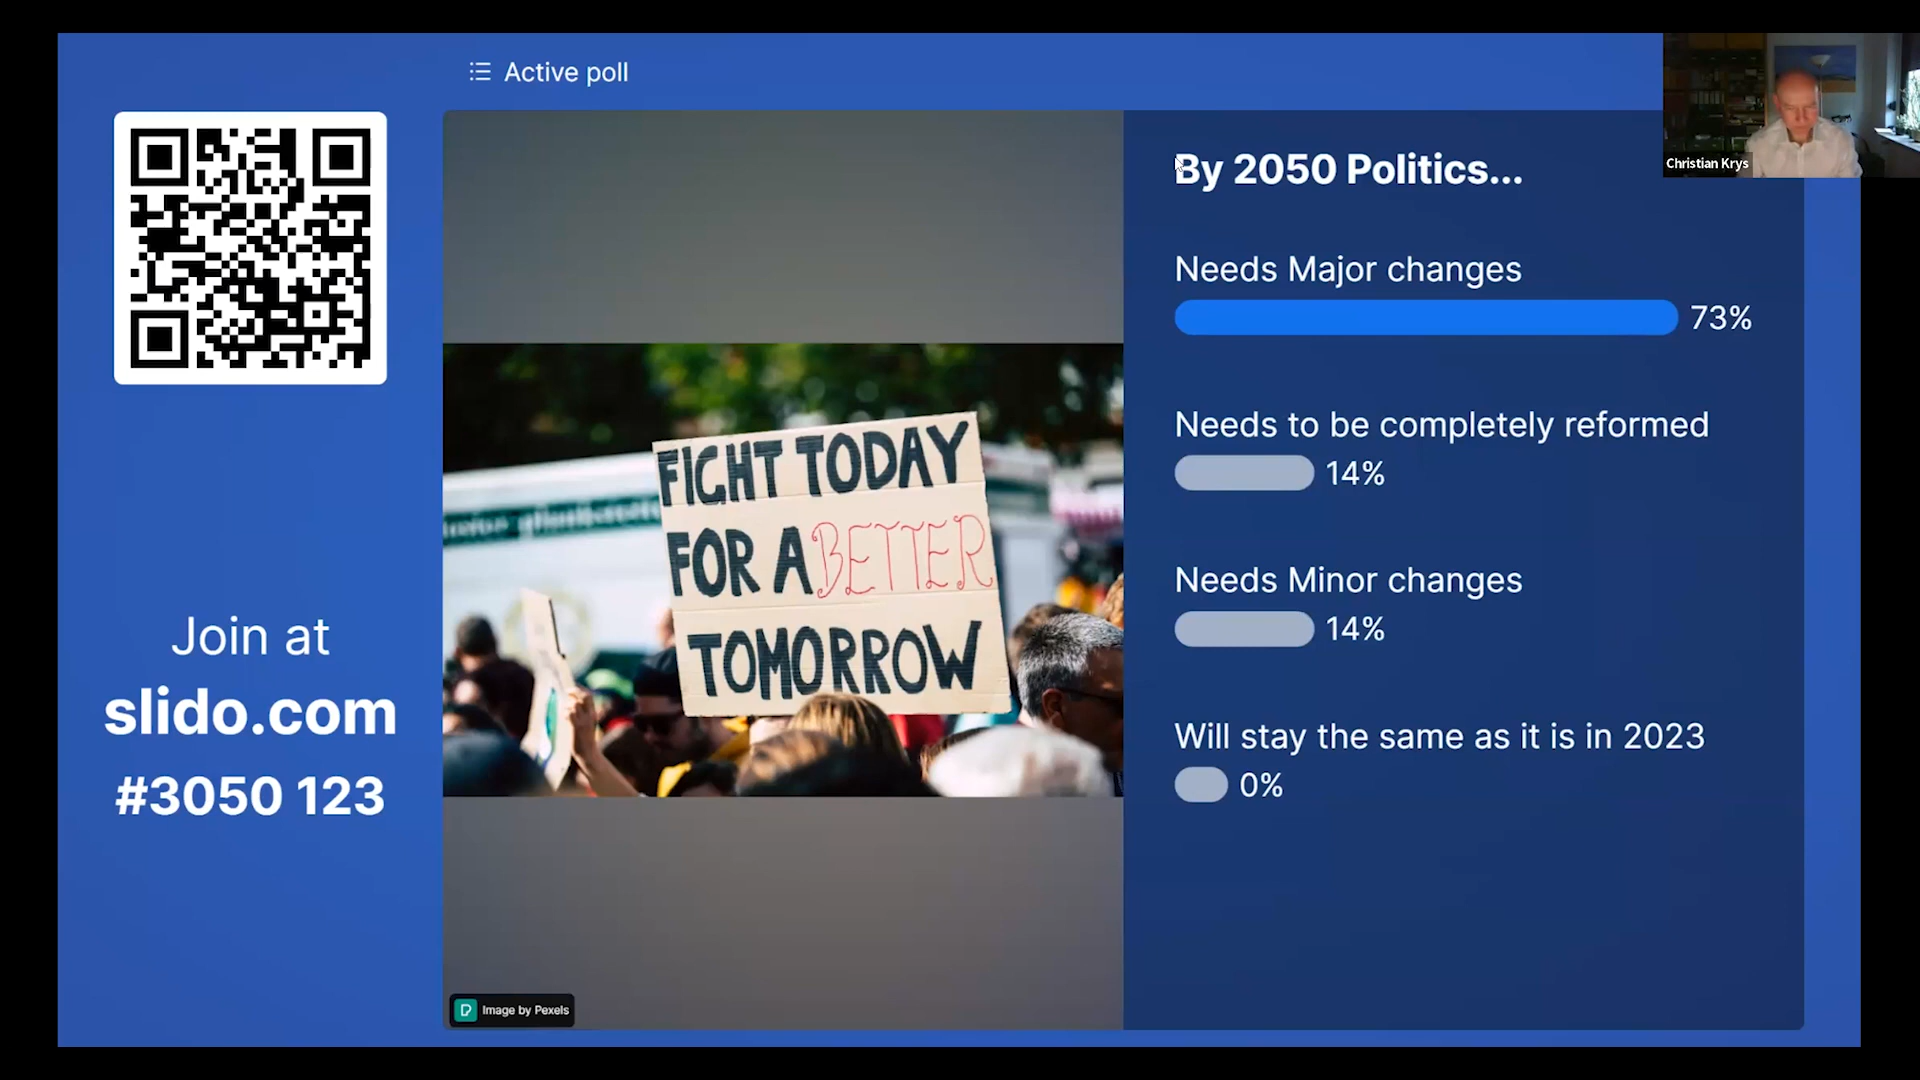 Active poll
Join at
slido.com
#3050 123
FIGHT TODAY
FOR A BETTER
TOMORROW
Image by Pexels
By 2050 Politics...
Needs Major changes
73%
Needs to be completely reformed
14%
Needs Minor changes
14%
Will stay the same as it is in 2023
0%
Christian Krys